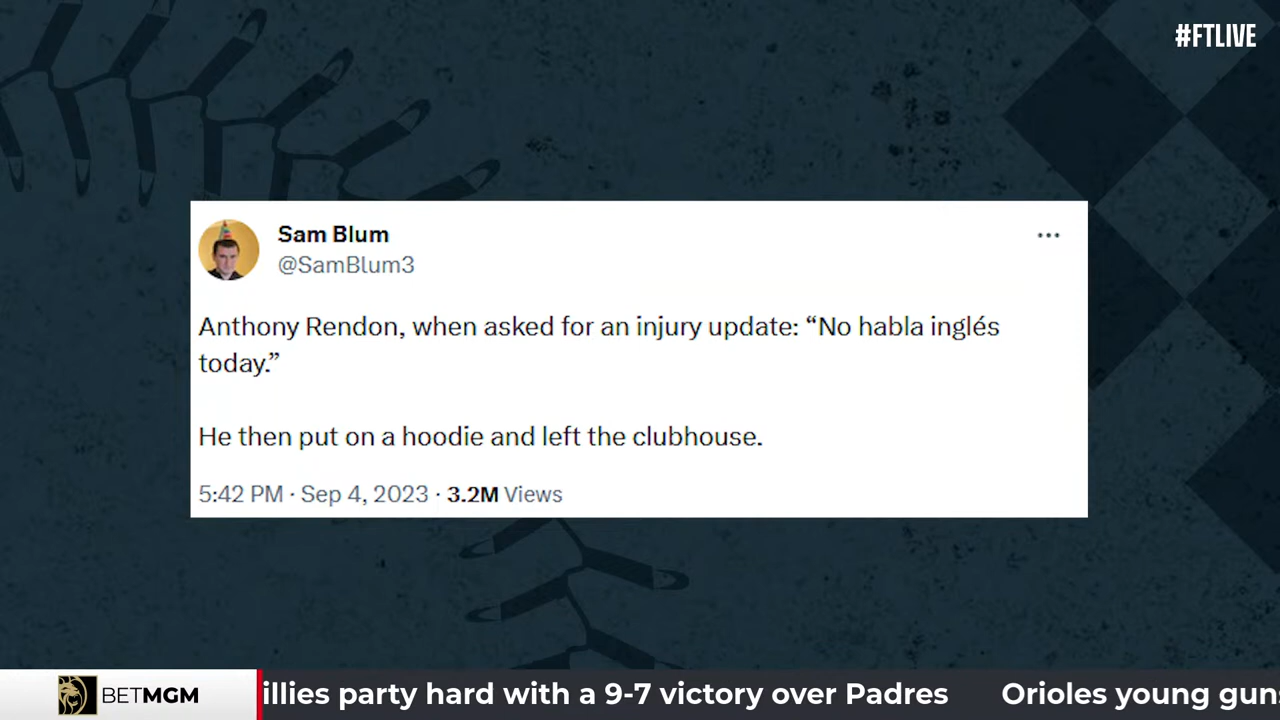 #FTLIVE
Sam Blum
@SamBlum3
Anthony Rendon, when asked for an injury update: “No habla inglés
today.”
He then put on a hoodie and left the clubhouse.
5:42 PM · Sep 4, 2023 · 3.2M Views
BETMGM
illies party hard with a 9-7 victory over Padres Orioles young guns